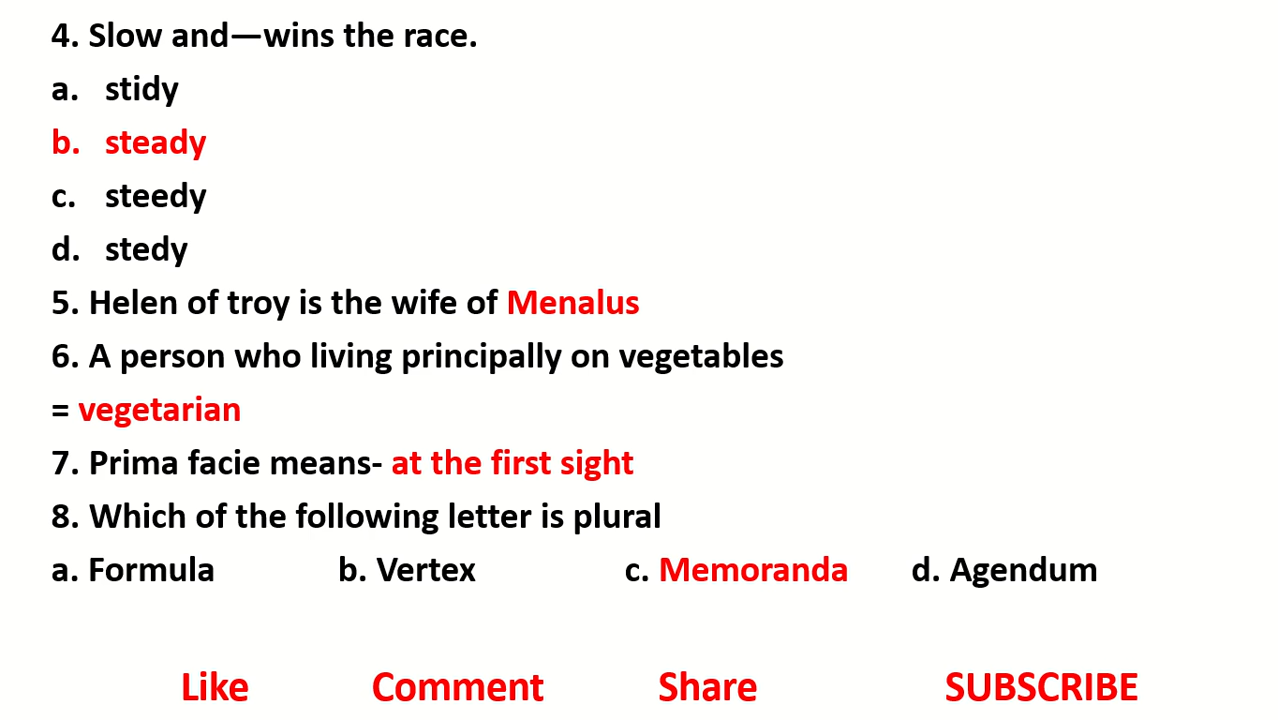 4. Slow and—wins the race.
a. stidy
b. steady
c. steedy
d. stedy
5. Helen of troy is the wife of Menalus
6. A person who living principally on vegetables
= vegetarian
7. Prima facie means- at the first sight
8. Which of the following letter is plural
a. Formula b. Vertex c. Memoranda d. Agendum
Like Comment Share SUBSCRIBE